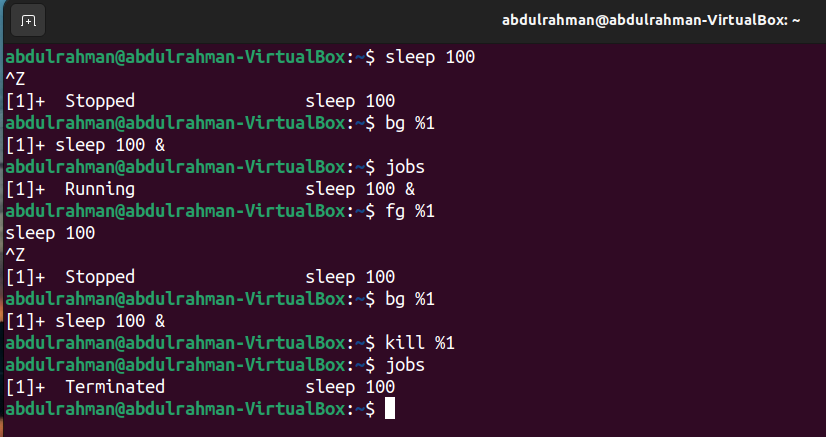 abdulrahman@abdulrahman-VirtualBox: ~
abdulrahman@abdulrahman-VirtualBox:~$ sleep 100
^Z
[1]+  Stopped                 sleep 100
abdulrahman@abdulrahman-VirtualBox:~$ bg %1
[1]+ sleep 100 &
abdulrahman@abdulrahman-VirtualBox:~$ jobs
[1]+  Running                 sleep 100 &
abdulrahman@abdulrahman-VirtualBox:~$ fg %1
sleep 100
^Z
[1]+  Stopped                 sleep 100
abdulrahman@abdulrahman-VirtualBox:~$ bg %1
[1]+ sleep 100 &
abdulrahman@abdulrahman-VirtualBox:~$ kill %1
abdulrahman@abdulrahman-VirtualBox:~$ jobs
[1]+  Terminated              sleep 100
abdulrahman@abdulrahman-VirtualBox:~$